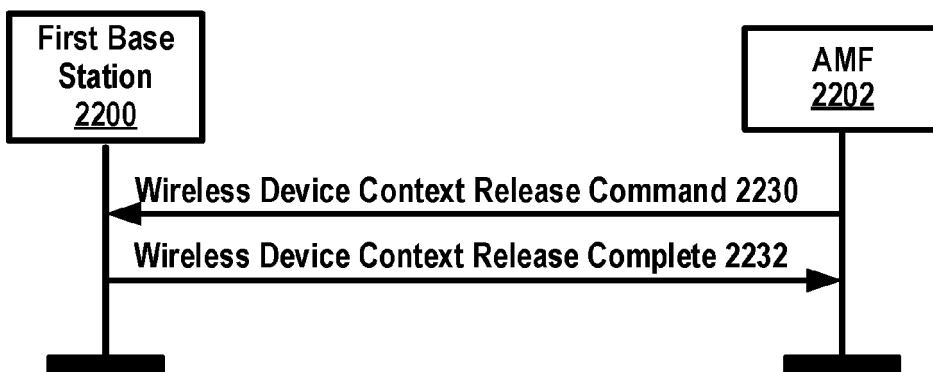 First Base
Station
2200
AMF
2202
Wireless Device Context Release Command 2230
Wireless Device Context Release Complete 2232